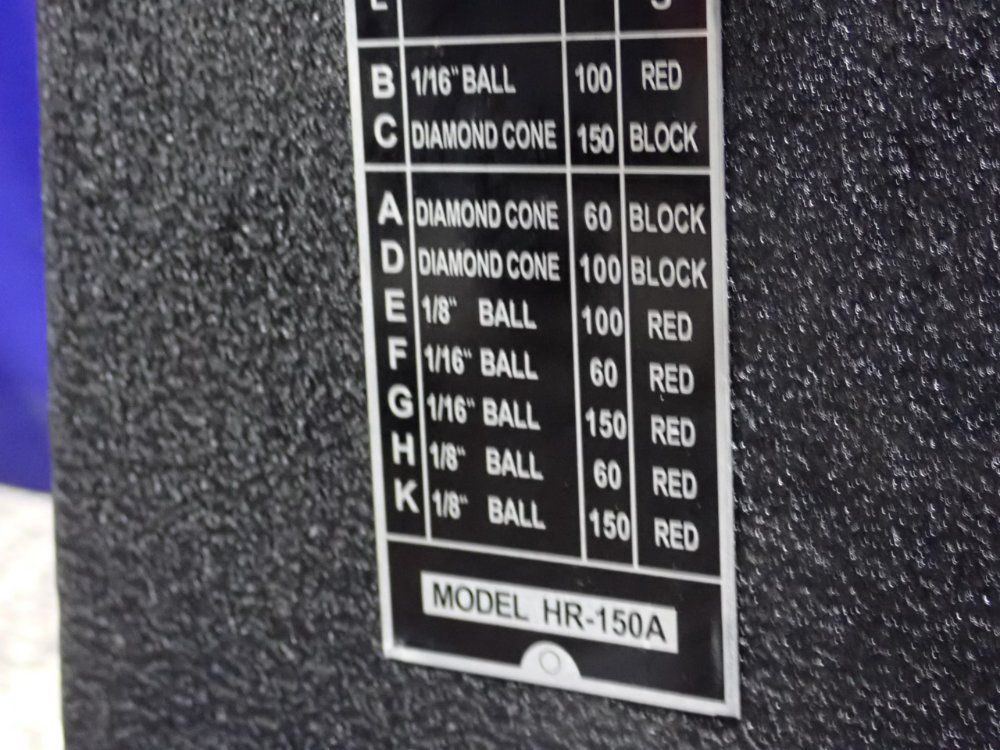 B 1/16" BALL 100 RED
C DIAMOND CONE 150 BLOCK
A DIAMOND CONE 60 BLOCK
D DIAMOND CONE 100 BLOCK
E 1/8" BALL 100 RED
F 1/16" BALL 60 RED
G 1/16" BALL 150 RED
H 1/8" BALL 60 RED
K 1/8" BALL 150 RED
MODEL HR-150A